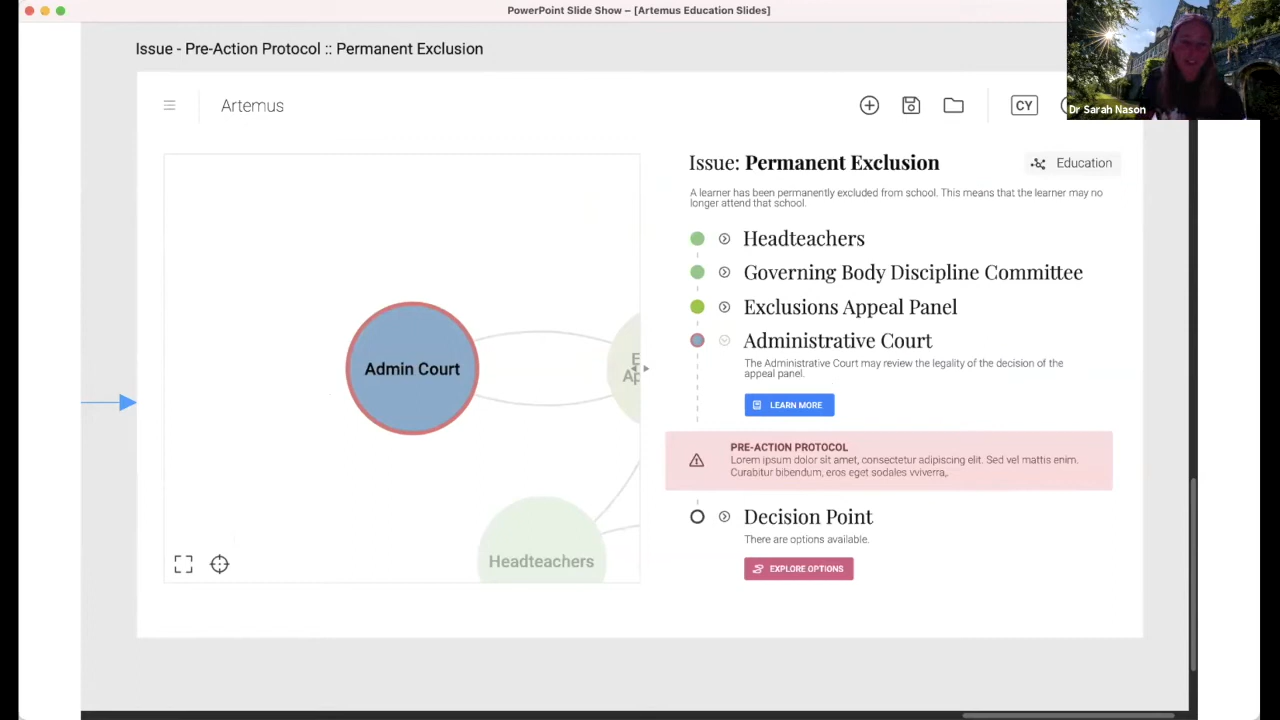 PowerPoint Slide Show – [Artemus Education Slides]
Issue - Pre-Action Protocol :: Permanent Exclusion
Dr Sarah Nason
Artemus
CY
Issue: Permanent Exclusion
Education
A learner has been permanently excluded from school. This means that the learner may no
longer attend that school.
Headteachers
Governing Body Discipline Committee
Exclusions Appeal Panel
Administrative Court
The Administrative Court may review the legality of the decision of the
appeal panel.
LEARN MORE
PRE-ACTION PROTOCOL
Lorem ipsum dolor sit amet, consectetur adipiscing elit. Sed vel mattis enim.
Curabitur bibendum, eros eget sodales vviverra,.
Decision Point
There are options available.
EXPLORE OPTIONS
Admin Court
E
Ap
Headteachers